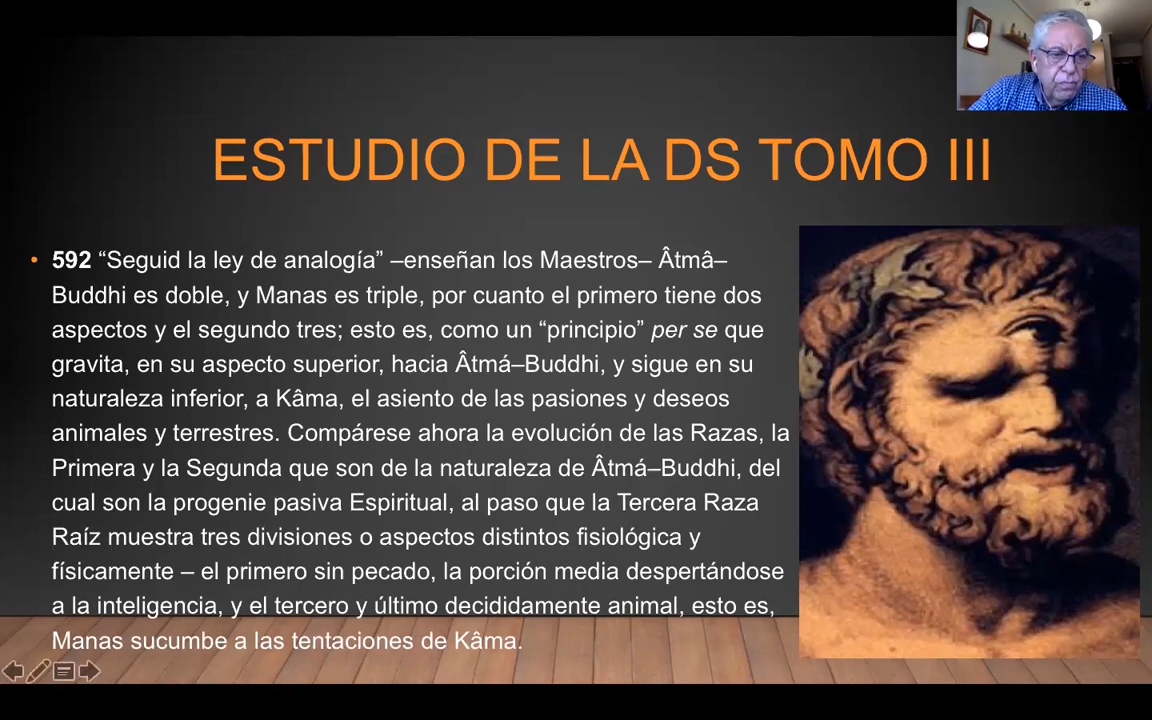 ESTUDIO DE LA DS TOMO III
• 592 “Seguid la ley de analogía” –enseñan los Maestros– Âtmâ–
Buddhi es doble, y Manas es triple, por cuanto el primero tiene dos
aspectos y el segundo tres; esto es, como un “principio” per se que
gravita, en su aspecto superior, hacia Âtmá–Buddhi, y sigue en su
naturaleza inferior, a Kâma, el asiento de las pasiones y deseos
animales y terrestres. Compárese ahora la evolución de las Razas, la
Primera y la Segunda que son de la naturaleza de Âtmá–Buddhi, del
cual son la progenie pasiva Espiritual, al paso que la Tercera Raza
Raíz muestra tres divisiones o aspectos distintos fisiológica y
físicamente – el primero sin pecado, la porción media despertándose
a la inteligencia, y el tercero y último decididamente animal, esto es,
Manas sucumbe a las tentaciones de Kâma.